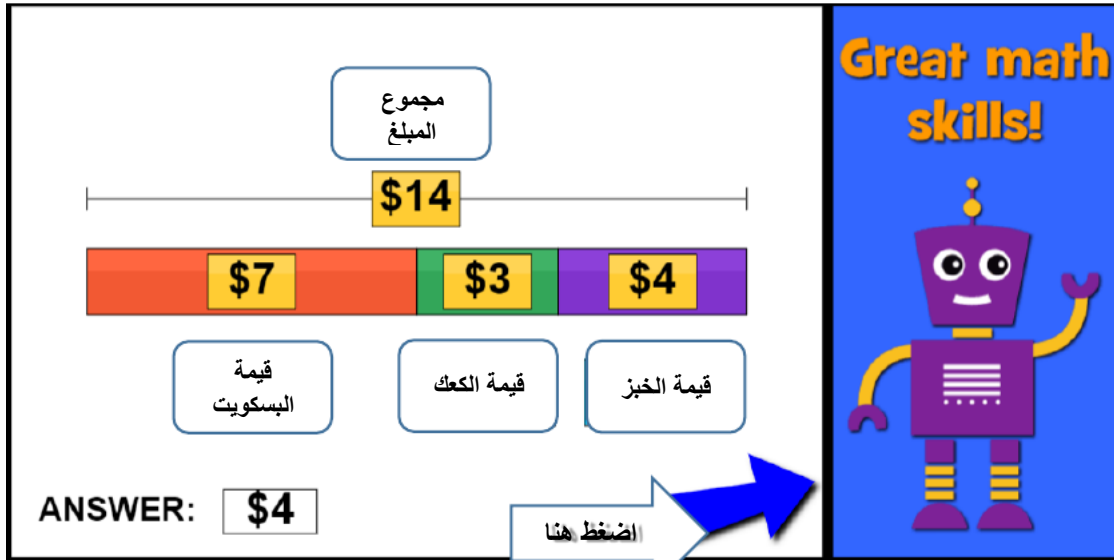 Great math
skills!
مجموع
المبلغ
$14
$7 $3 $4
قيمة
البسكويت
قيمة الكعك
قيمة الخبز
ANSWER: $4
اضغط هنا